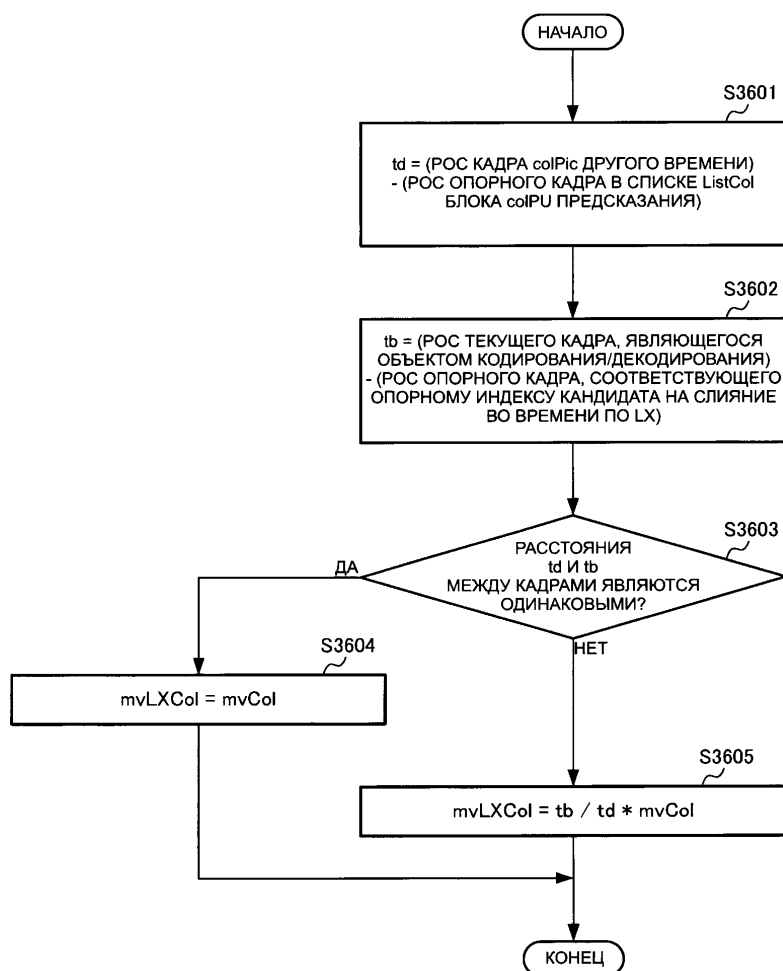 НАЧАЛО
S3601
td = (POC КАДРА colPic ДРУГОГО ВРЕМЕНИ)
- (POC ОПОРНОГО КАДРА В СПИСКЕ ListCol
БЛОКА colPU ПРЕДСКАЗАНИЯ)
S3602
tb = (POC ТЕКУЩЕГО КАДРА, ЯВЛЯЮЩЕГОСЯ
ОБЪЕКТОМ КОДИРОВАНИЯ/ДЕКОДИРОВАНИЯ)
- (POC ОПОРНОГО КАДРА, СООТВЕТСТВУЮЩЕГО
ОПОРНОМУ ИНДЕКСУ КАНДИДАТА НА СЛИЯНИЕ
ВО ВРЕМЕНИ ПО LX)
S3603
РАССТОЯНИЯ
td И tb
МЕЖДУ КАДРАМИ ЯВЛЯЮТСЯ
ОДИНАКОВЫМИ?
ДА
НЕТ
S3604
mvLXCol = mvCol
S3605
mvLXCol = tb / td * mvCol
КОНЕЦ